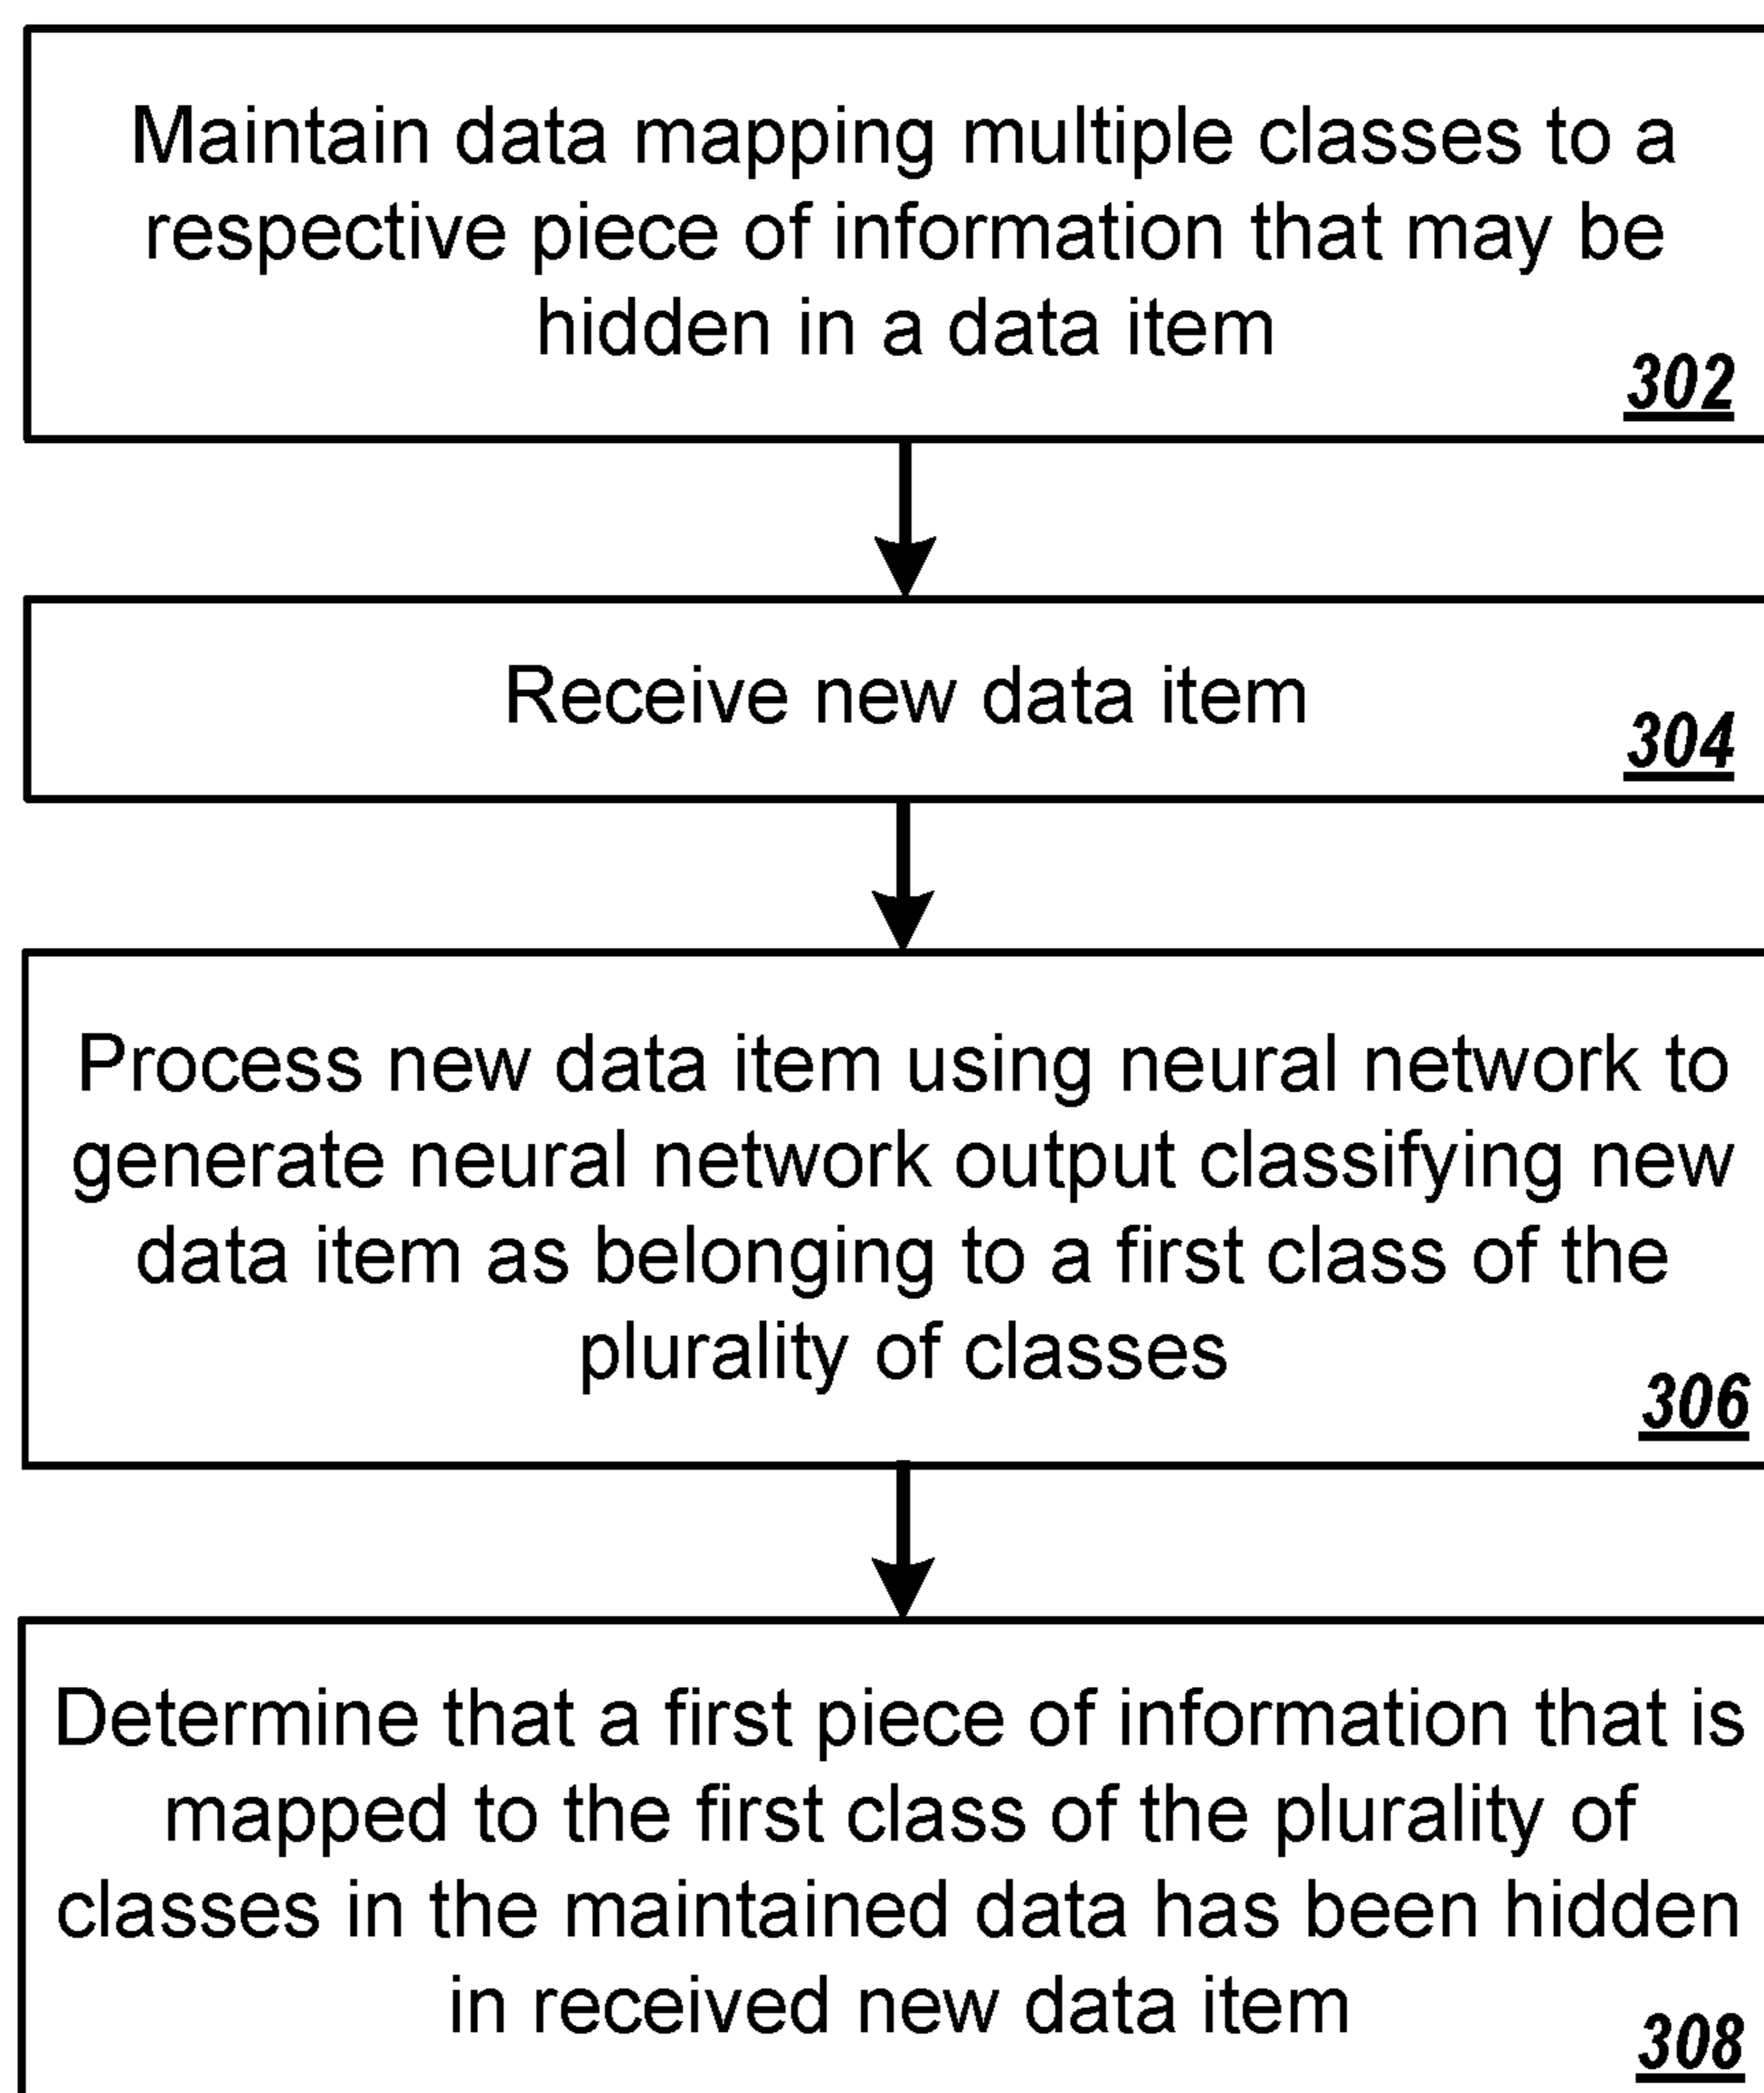 Maintain data mapping multiple classes to a
respective piece of information that may be
hidden in a data item
302
Receive new data item
304
Process new data item using neural network to
generate neural network output classifying new
data item as belonging to a first class of the
plurality of classes
306
Determine that a first piece of information that is
mapped to the first class of the plurality of
classes in the maintained data has been hidden
in received new data item
308